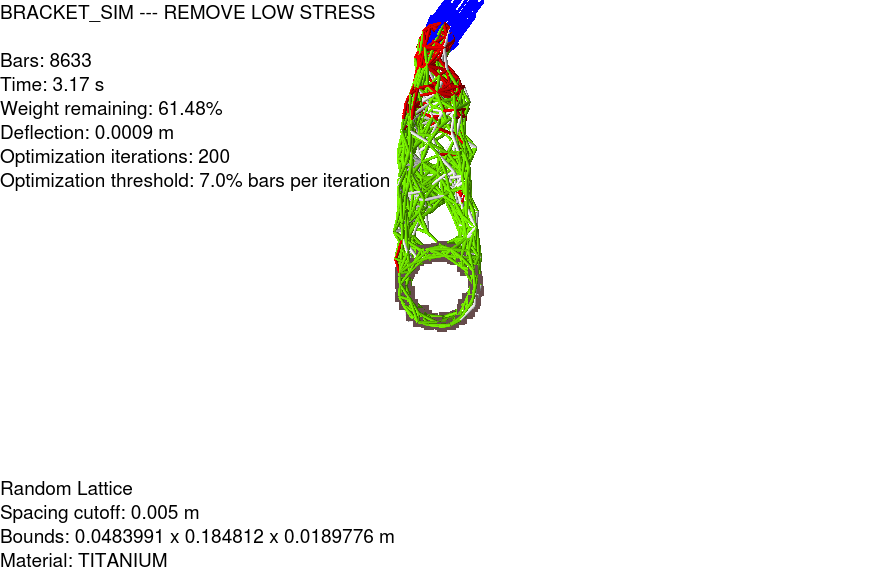 BRACKET_SIM --- REMOVE LOW STRESS
Bars: 8633
Time: 3.17 s
Weight remaining: 61.48%
Deflection: 0.0009 m
Optimization iterations: 200
Optimization threshold: 7.0% bars per iteration
Random Lattice
Spacing cutoff: 0.005 m
Bounds: 0.0483991 x 0.184812 x 0.0189776 m
Material: TITANIUM